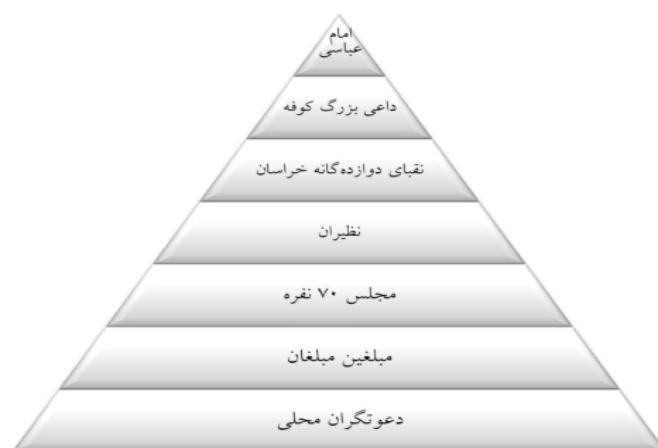 امام
عباسی
داعی بزرگ کوفه
نقبای دوازده‌گانه خراسان
نظیران
مجلس ۷۰ نفره
مبلغین مبلغان
دعوتگران محلی